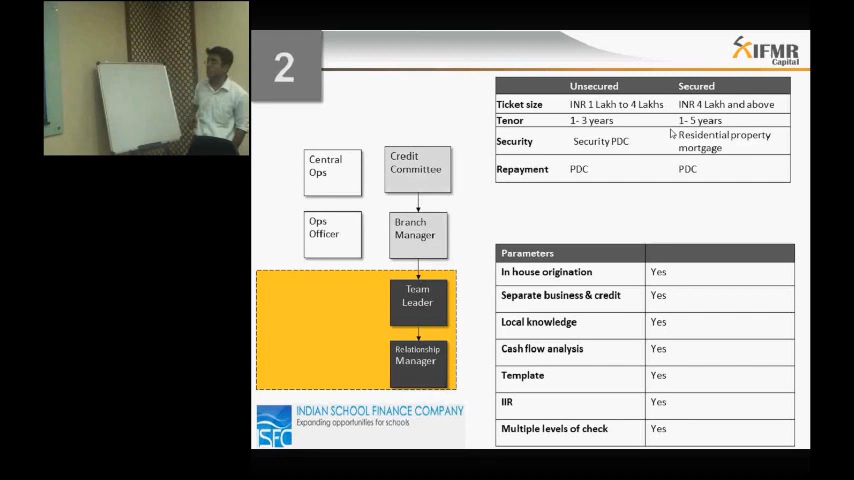 2
IFMR
Capital
Unsecured Secured
Ticket size INR 1 Lakh to 4 Lakhs INR 4 Lakh and above
Tenor 1- 3 years 1- 5 years
Security Security PDC Residential property
mortgage
Repayment PDC PDC
Central
Ops
Credit
Committee
Ops
Officer
Branch
Manager
Team
Leader
Relationship
Manager
Parameters
In house origination Yes
Separate business & credit Yes
Local knowledge Yes
Cash flow analysis Yes
Template Yes
IIR Yes
Multiple levels of check Yes
ISFC
INDIAN SCHOOL FINANCE COMPANY
Expanding opportunities for schools